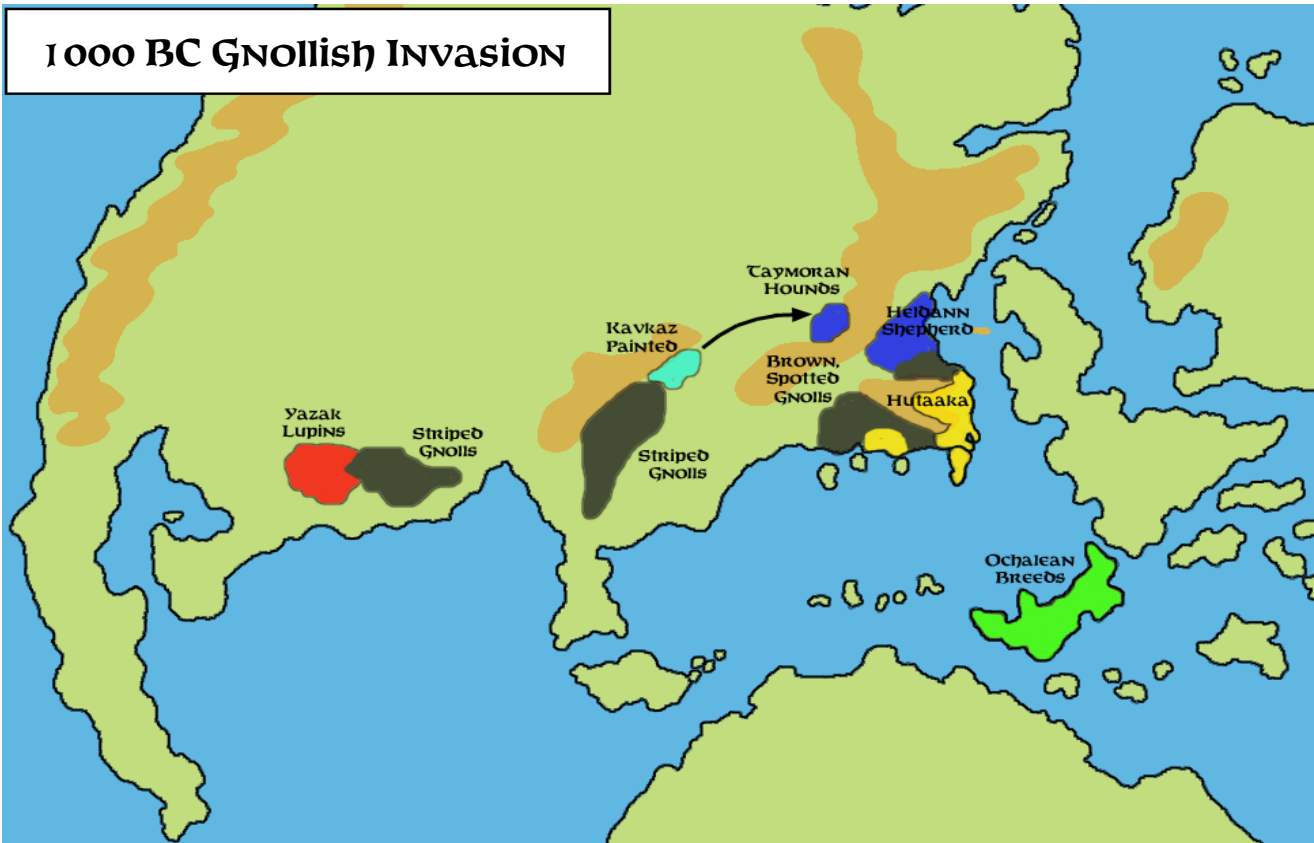 1000 BC Gnollish Invasion
Taymoran
Hounds
Heldann
Shepherd
Kavkaz
Painted
Brown,
Spotted
Gnolls
Hutaaka
Yazak
Lupins
Striped
Gnolls
Striped
Gnolls
Ochalean
Breeds